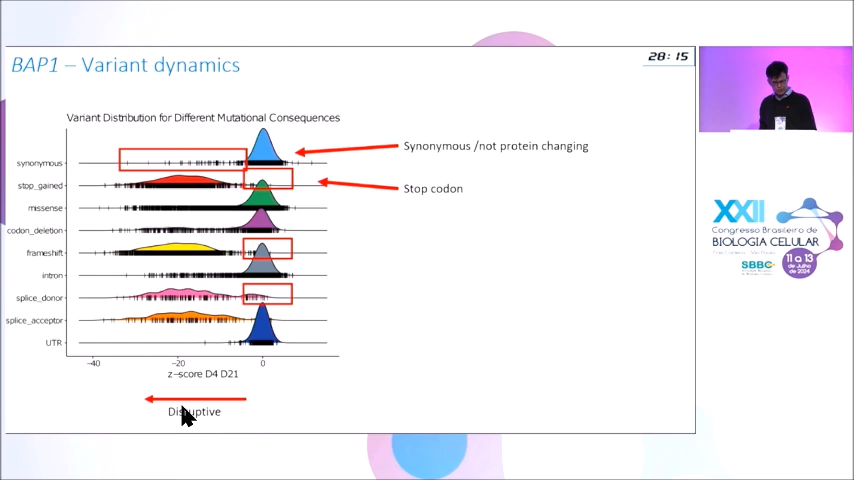 BAP1 – Variant dynamics
28:15
Variant Distribution for Different Mutational Consequences
synonymous
stop_gained
missense
codon_deletion
frameshift
intron
splice_donor
splice_acceptor
UTR
−40
−20
0
z−score D4 D21
Disruptive
Synonymous /not protein changing
Stop codon
XXII
Congresso Brasileiro de
BIOLOGIA CELULAR
SBBC
11 a 13
de Julho
de 2024